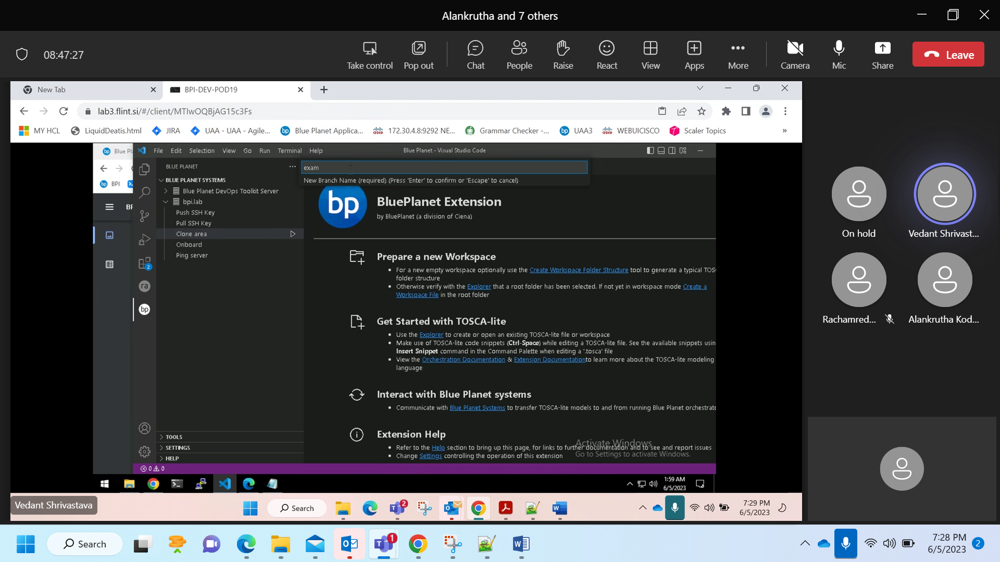 Alankrutha and 7 others
08:47:27
Take control
Pop out
Chat
People
Raise
React
View
Apps
More
Camera
Mic
Share
Leave
New Tab
BPI-DEV-POD19
lab3.flint.si/#/client/MTIwOQBjAG15c3Fs
MY HCL
LiquidDeatis.html
JIRA
UAA - UAA - Agile...
bp
Blue Planet Applica...
cisco
172.30.4.8:9292 NE...
Grammar Checker -...
bp
UAA3
cisco
WEBUICISCO
Scaler Topics
»
bp
Blue Pl
File
Edit
Selection
View
Go
Run
Terminal
Help
Blue Planet - Visual Studio Code
bp
BPI
BLUE PLANET
exam
New Branch Name (required) (Press 'Enter' to confirm or 'Escape' to cancel)
BLUE PLANET SYSTEMS
Blue Planet DevOps Toolkit Server
bpi.lab
Push SSH Key
Pull SSH Key
Clone area
Onboard
Ping server
2
ra
bp
bp
BluePlanet Extension
by BluePlanet (a division of Ciena)
Prepare a new Workspace
• For a new empty workspace optionally use the Create Workspace Folder Structure tool to generate a typical TOS
folder structure
• Otherwise verify with the Explorer that a root folder has been selected. If not yet in workspace mode Create a
Workspace File in the root folder
Get Started with TOSCA-lite
• Use the Explorer to create or open an existing TOSCA-lite file or workspace
• Make use of TOSCA-lite code snippets (Ctrl-Space) while editing a TOSCA-lite file. See the available snippets usin
Insert Snippet command in the Command Palette when editing a '.tosca' file
• View the Orchestration Documentation & Extension Documentationto learn more about the TOSCA-lite modeling
language
Interact with Blue Planet systems
• Communicate with Blue Planet Systems to transfer TOSCA-lite models to and from running Blue Planet orchestrat
Extension Help
• Refer to the Help section to bring up this page, for links to further documentation and to see and report issues
• Change Settings controlling the operation of this extension
Activate Windows
Go to Settings to activate Windows.
TOOLS
SETTINGS
HELP
0
0
1:59 AM
6/5/2023
Vedant Shrivastava
Search
2
7:29 PM
6/5/2023
On hold
Vedant Shrivast...
Rachamred...
Alankrutha Kod...
Search
1
7:28 PM
6/5/2023
2